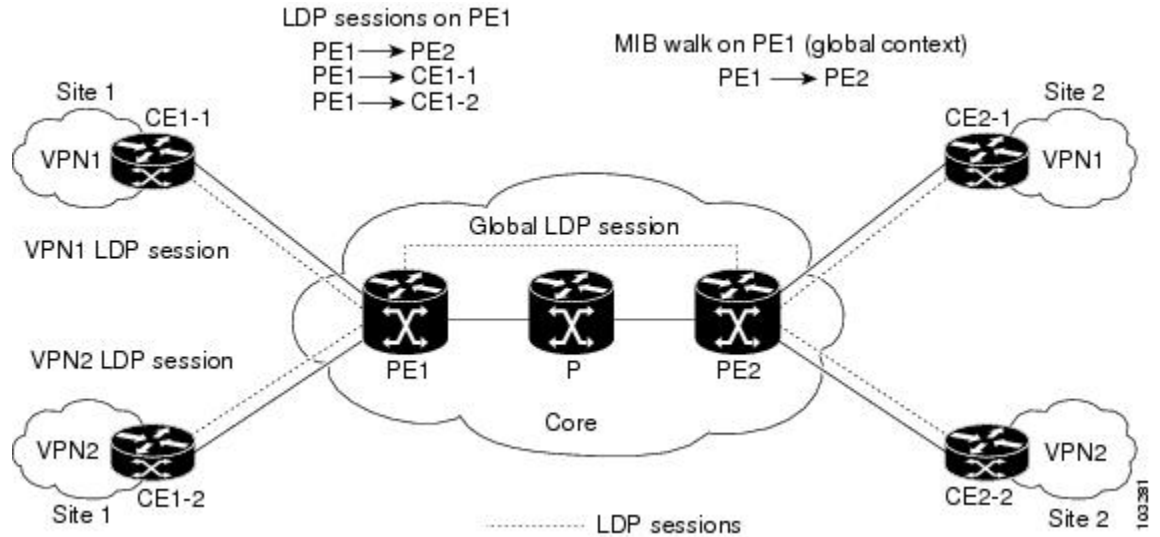 LDP sessions on PE1
PE1 → PE2
PE1 → CE1-1
PE1 → CE1-2
MIB walk on PE1 (global context)
PE1 → PE2
Site 1
CE1-1
VPN1
CE2-1
Site 2
VPN1
VPN1 LDP session
Global LDP session
VPN2 LDP session
PE1
P
PE2
Core
VPN2
CE1-2
Site 1
VPN2
CE2-2
Site 2
LDP sessions
103281